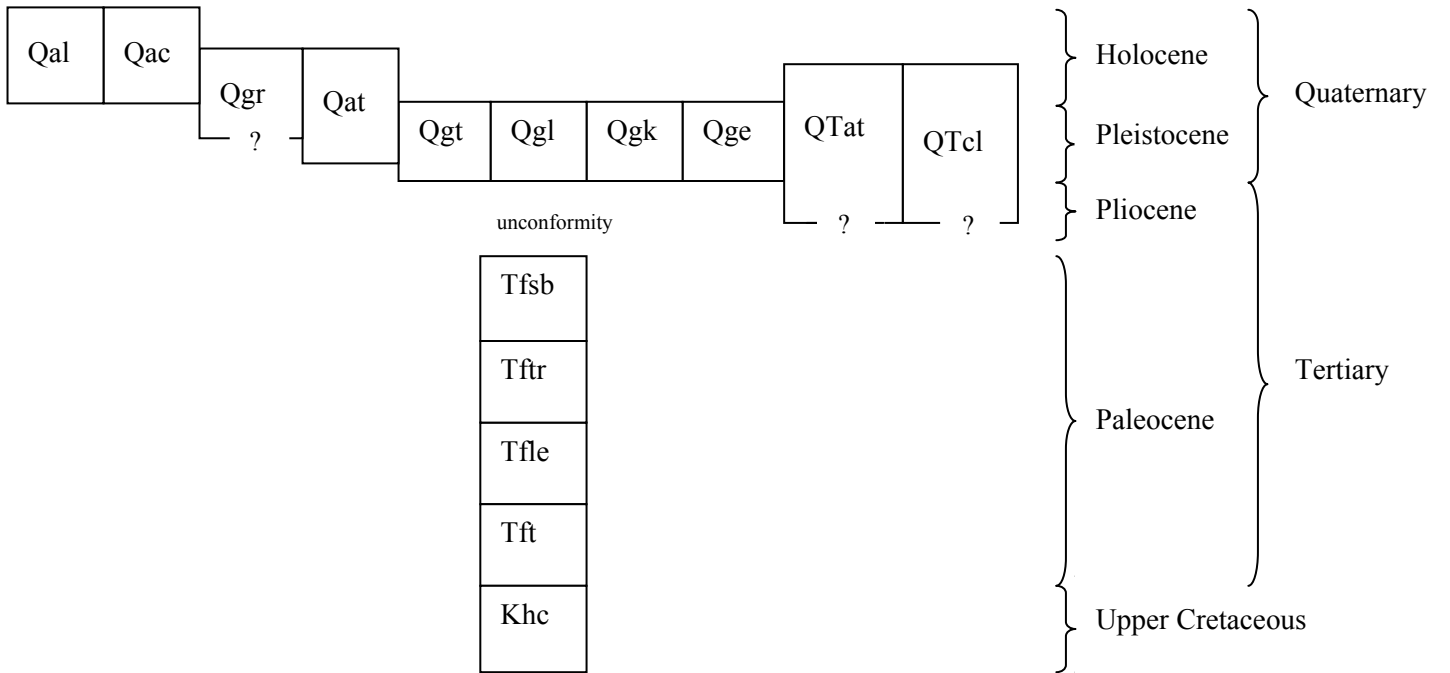 Qal
Qac
Qgr
?
Qat
Qgt
Qgl
Qgk
Qge
QTat
?
QTcl
?
unconformity
Tfsb
Tftr
Tfle
Tft
Khc
Holocene
Pleistocene
Pliocene
Paleocene
Upper Cretaceous
Quaternary
Tertiary